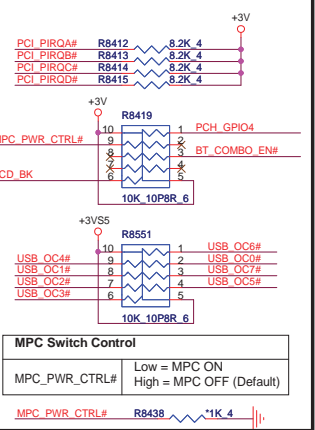 +3V
PCI_PIRQA# R8412 8.2K_4
PCI_PIRQB# R8413 8.2K_4
PCI_PIRQC# R8414 8.2K_4
PCI_PIRQD# R8415 8.2K_4
+3V
R8419
10 1 PCH_GPIO4
MPC_PWR_CTRL# 9 2
8 3 BT_COMBO_EN#
7 4
CD_BK 6 5
10K_10P8R_6
+3VS5
R8551
10 1 USB_OC6#
USB_OC4# 9 2 USB_OC0#
USB_OC1# 8 3 USB_OC7#
USB_OC2# 7 4 USB_OC5#
USB_OC3# 6 5
10K_10P8R_6
MPC Switch Control
MPC_PWR_CTRL# Low = MPC ON
High = MPC OFF (Default)
MPC_PWR_CTRL# R8438 *1K_4